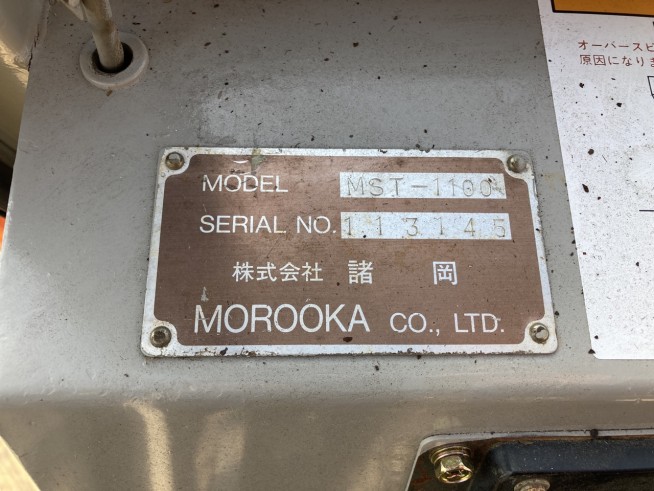 オーバースピ
原因になりま
MODEL MST-1100
SERIAL NO. 113145
株式会社 諸岡
MOROOKA CO., LTD.